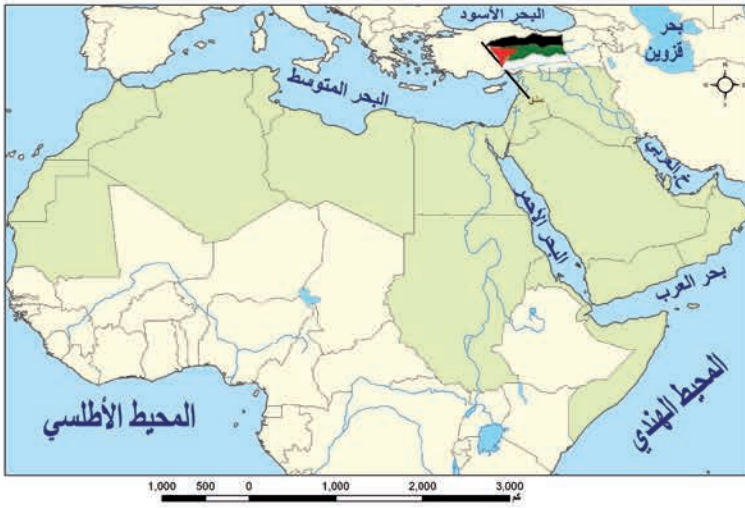 البحر الأسود
بحر
قزوين
البحر المتوسط
N
خ.العربي
البحر الأحمر
بحر العرب
المحيط الهندي
المحيط الأطلسي
1,000 500 0 1,000 2,000 3,000
كم